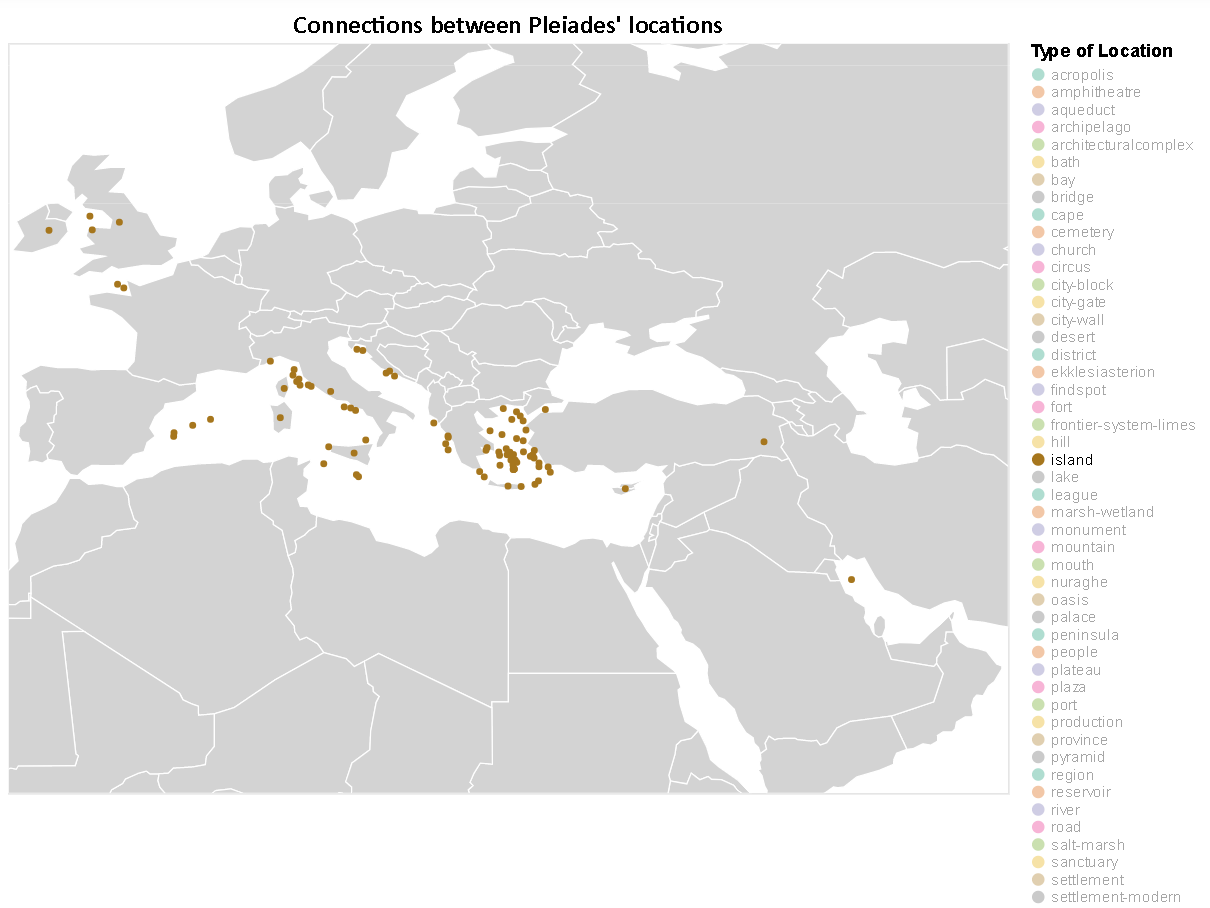 Connections between Pleiades' locations
Type of Location
acropolis
amphitheatre
aqueduct
archipelago
architecturalcomplex
bath
bay
bridge
cape
cemetery
church
circus
city-block
city-gate
city-wall
desert
district
ekklesiasterion
findspot
fort
frontier-system-limes
hill
island
lake
league
marsh-wetland
monument
mountain
mouth
nuraghe
oasis
palace
peninsula
people
plateau
plaza
port
production
province
pyramid
region
reservoir
river
road
salt-marsh
sanctuary
settlement
settlement-modern